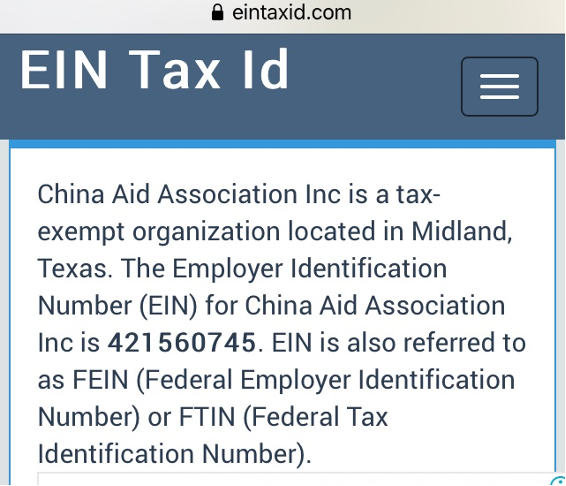 eintaxid.com
EIN Tax Id
China Aid Association Inc is a tax-
exempt organization located in Midland,
Texas. The Employer Identification
Number (EIN) for China Aid Association
Inc is 421560745. EIN is also referred to
as FEIN (Federal Employer Identification
Number) or FTIN (Federal Tax
Identification Number).